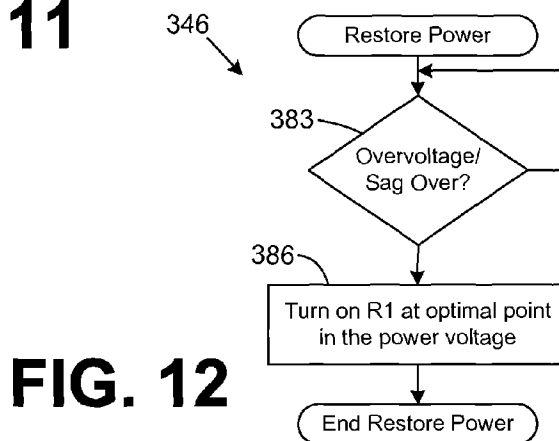 11
346
Restore Power
383
Overvoltage/
Sag Over?
386
Turn on R1 at optimal point
in the power voltage
FIG. 12
End Restore Power